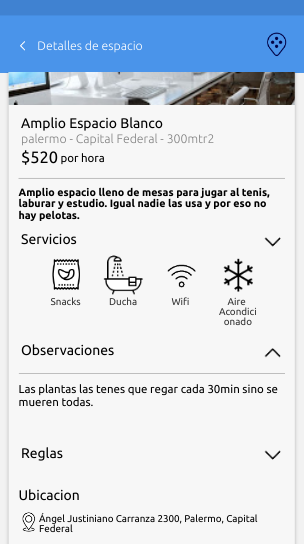 Detalles de espacio
Amplio Espacio Blanco
palermo - Capital Federal - 300mtr2
$520 por hora
Amplio espacio lleno de mesas para jugar al tenis,
laburar y estudio. Igual nadie las usa y por eso no
hay pelotas.
Servicios
Snacks Ducha Wifi Aire
Acondici
onado
Observaciones
Las plantas las tenes que regar cada 30min sino se
mueren todas.
Reglas
Ubicacion
Ángel Justiniano Carranza 2300, Palermo, Capital
Federal